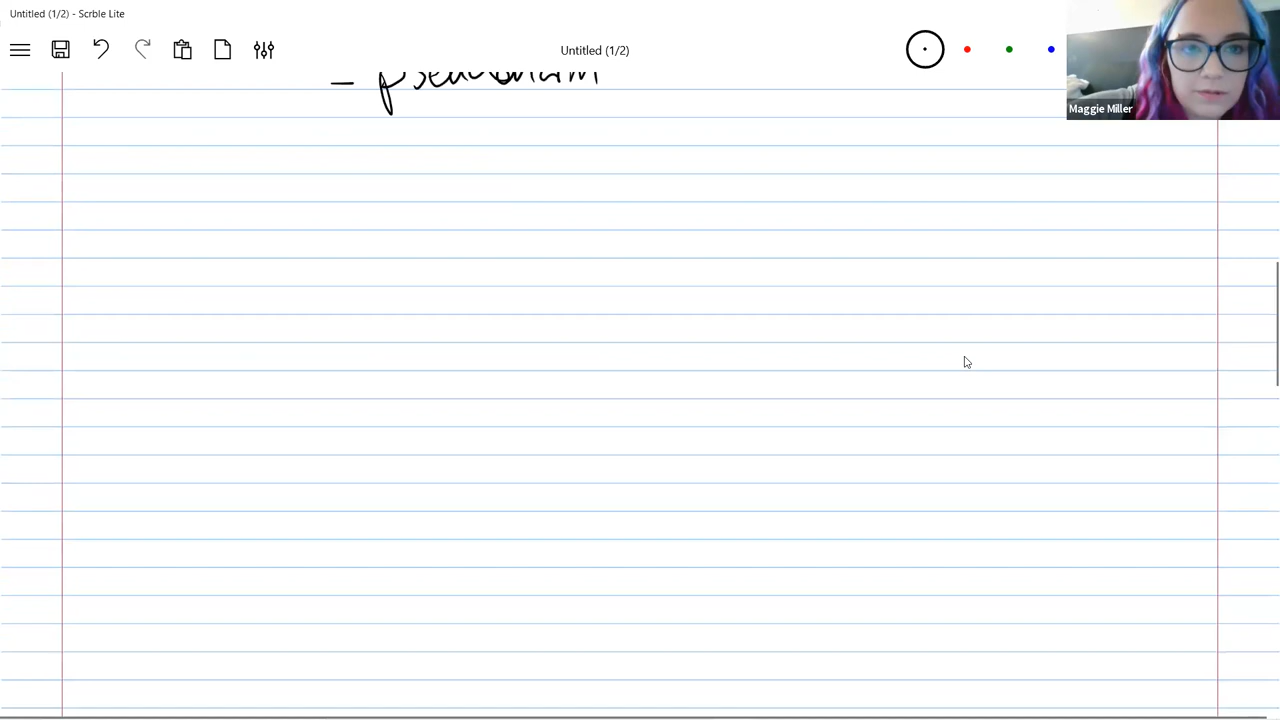 Untitled (1/2) - Scrble Lite
Untitled (1/2)
Maggie Miller